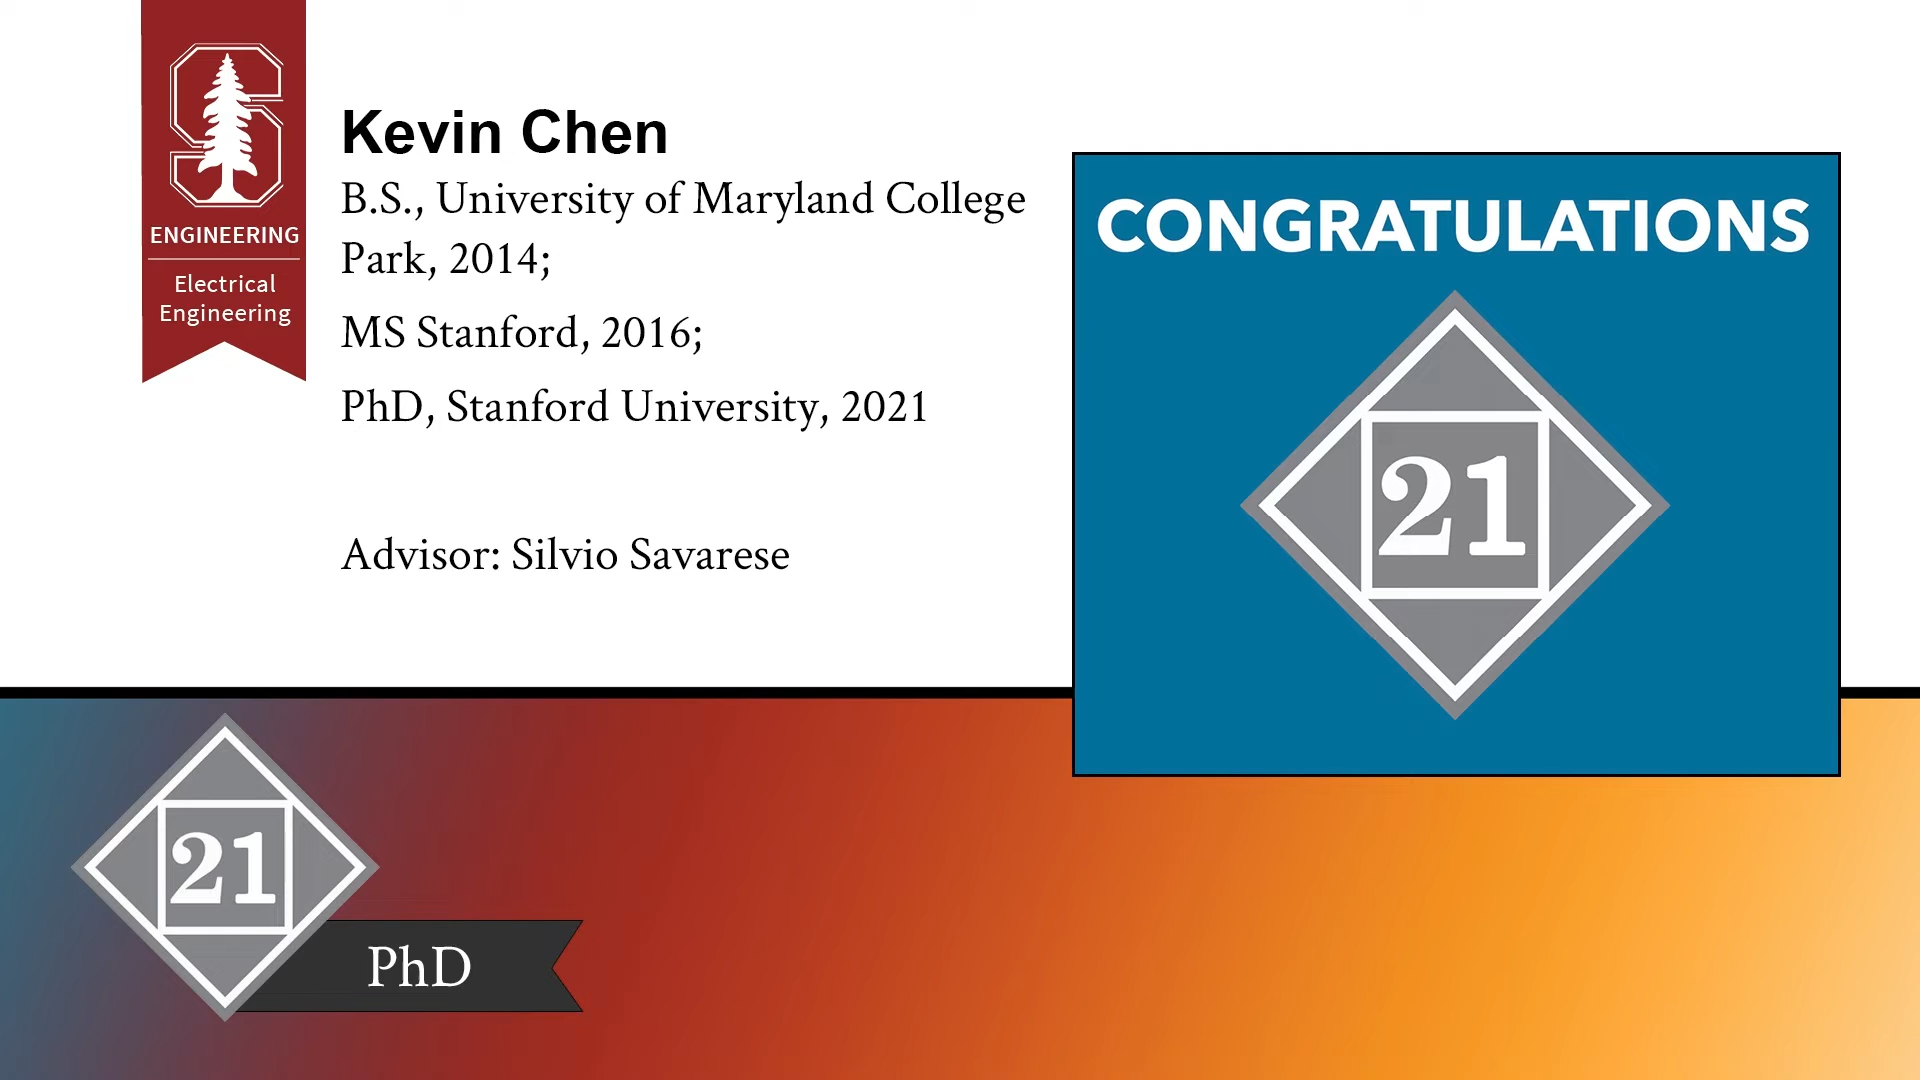 ENGINEERING
Electrical
Engineering
Kevin Chen
B.S., University of Maryland College
Park, 2014;
MS Stanford, 2016;
PhD, Stanford University, 2021
Advisor: Silvio Savarese
CONGRATULATIONS
21
21
PhD